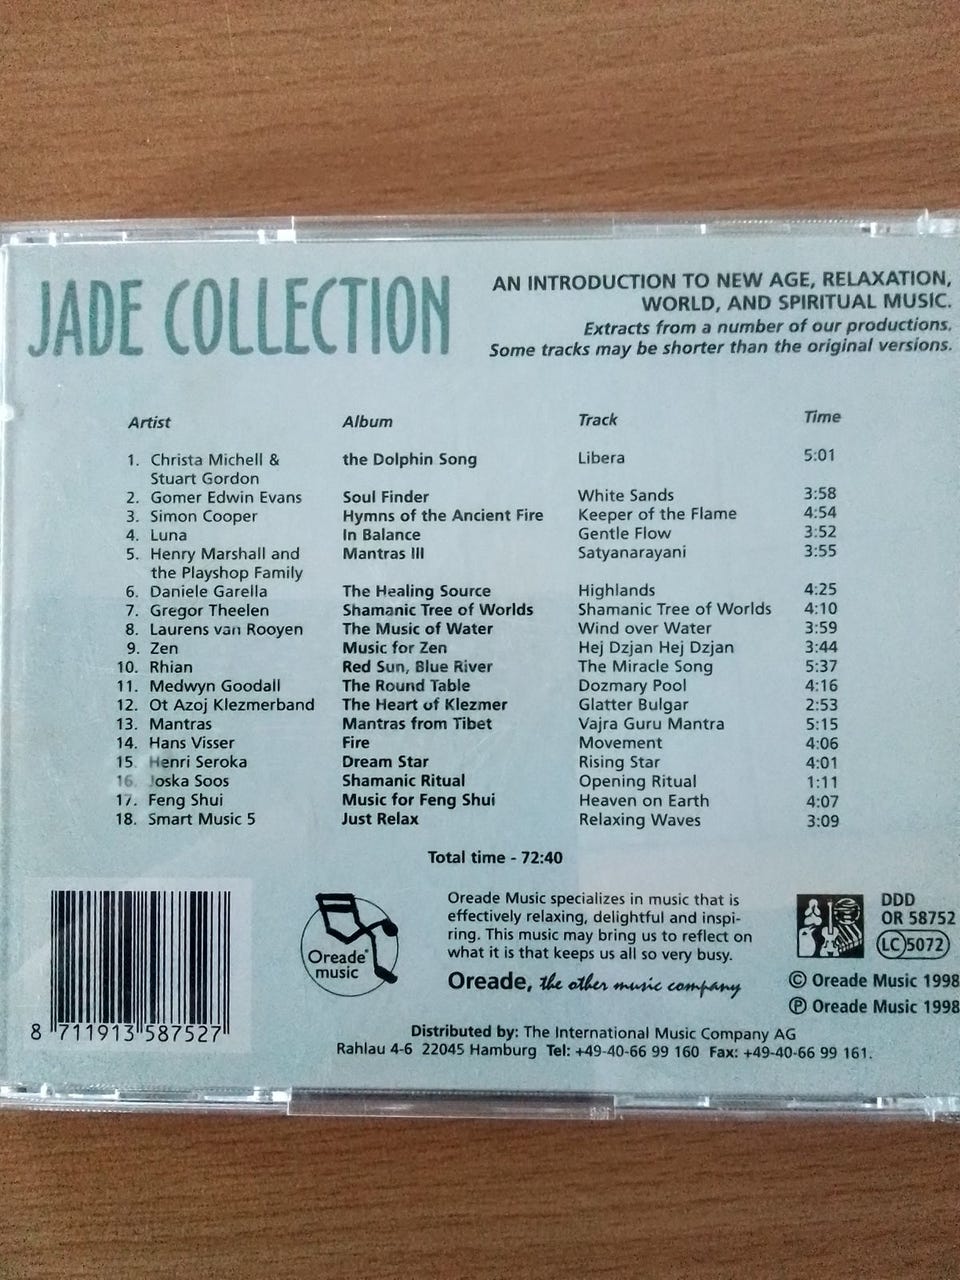 JADE COLLECTION
AN INTRODUCTION TO NEW AGE, RELAXATION,
WORLD, AND SPIRITUAL MUSIC.
Extracts from a number of our productions.
Some tracks may be shorter than the original versions.
Artist Album Track Time
1. Christa Michell & the Dolphin Song Libera 5:01
Stuart Gordon
2. Gomer Edwin Evans Soul Finder White Sands 3:58
3. Simon Cooper Hymns of the Ancient Fire Keeper of the Flame 4:54
4. Luna In Balance Gentle Flow 3:52
5. Henry Marshall and Mantras III Satyanarayani 3:55
the Playshop Family
6. Daniele Garella The Healing Source Highlands 4:25
7. Gregor Theelen Shamanic Tree of Worlds Shamanic Tree of Worlds 4:10
8. Laurens van Rooyen The Music of Water Wind over Water 3:59
9. Zen Music for Zen Hej Dzjan Hej Dzjan 3:44
10. Rhian Red Sun, Blue River The Miracle Song 5:37
11. Medwyn Goodall The Round Table Dozmary Pool 4:16
12. Ot Azoj Klezmerband The Heart of Klezmer Glatter Bulgar 2:53
13. Mantras Mantras from Tibet Vajra Guru Mantra 5:15
14. Hans Visser Fire Movement 4:06
15. Henri Seroka Dream Star Rising Star 4:01
16. Joska Soos Shamanic Ritual Opening Ritual 1:11
17. Feng Shui Music for Feng Shui Heaven on Earth 4:07
18. Smart Music 5 Just Relax Relaxing Waves 3:09
Total time - 72:40
8 711913 587527
Oreade®
music
Oreade Music specializes in music that is
effectively relaxing, delightful and inspi-
ring. This music may bring us to reflect on
what it is that keeps us all so very busy.
Oreade, the other music company
DDD
OR 58752
LC 5072
© Oreade Music 1998
℗ Oreade Music 1998
Distributed by: The International Music Company AG
Rahlau 4-6 22045 Hamburg Tel: +49-40-66 99 160 Fax: +49-40-66 99 161.